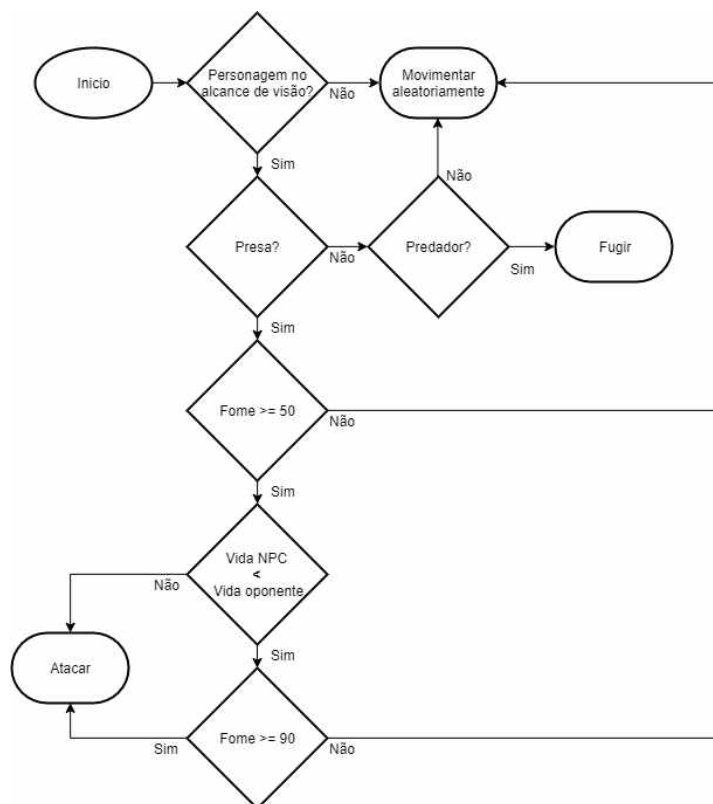 Inicio
Personagem no
alcance de visão?
Não
Movimentar
aleatoriamente
Sim
Não
Presa?
Não
Predador?
Sim
Fugir
Sim
Fome >= 50
Não
Sim
Vida NPC
<
Vida oponente
Não
Sim
Atacar
Fome >= 90
Sim
Não